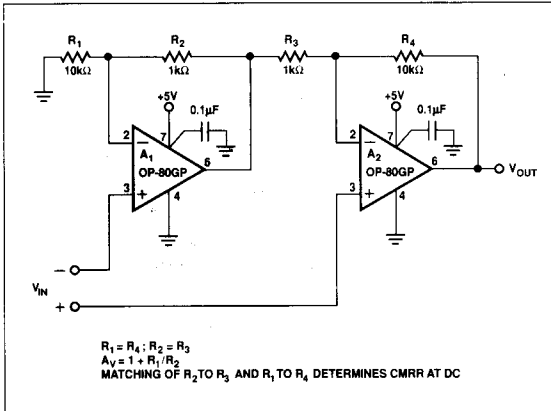 R1 R2 R3 R4
10kΩ 1kΩ 1kΩ 10kΩ
+5V 0.1µF +5V 0.1µF
2 7 2 7
− A1 − A2
OP-80GP 6 OP-80GP 6 VOUT
3 + 4 3 + 4
−
VIN
+
R1 = R4 ; R2 = R3
AV = 1 + R1/R2
MATCHING OF R2 TO R3 AND R1 TO R4 DETERMINES CMRR AT DC